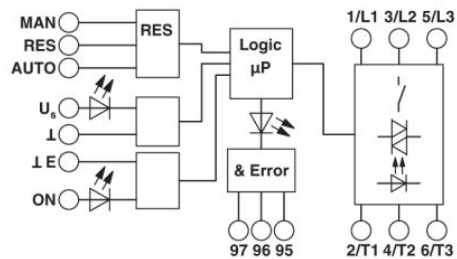 MAN
RES
AUTO
RES
Us
⊥
⊥ E
ON
Logic
µP
& Error
97 96 95
1/L1 3/L2 5/L3
2/T1 4/T2 6/T3